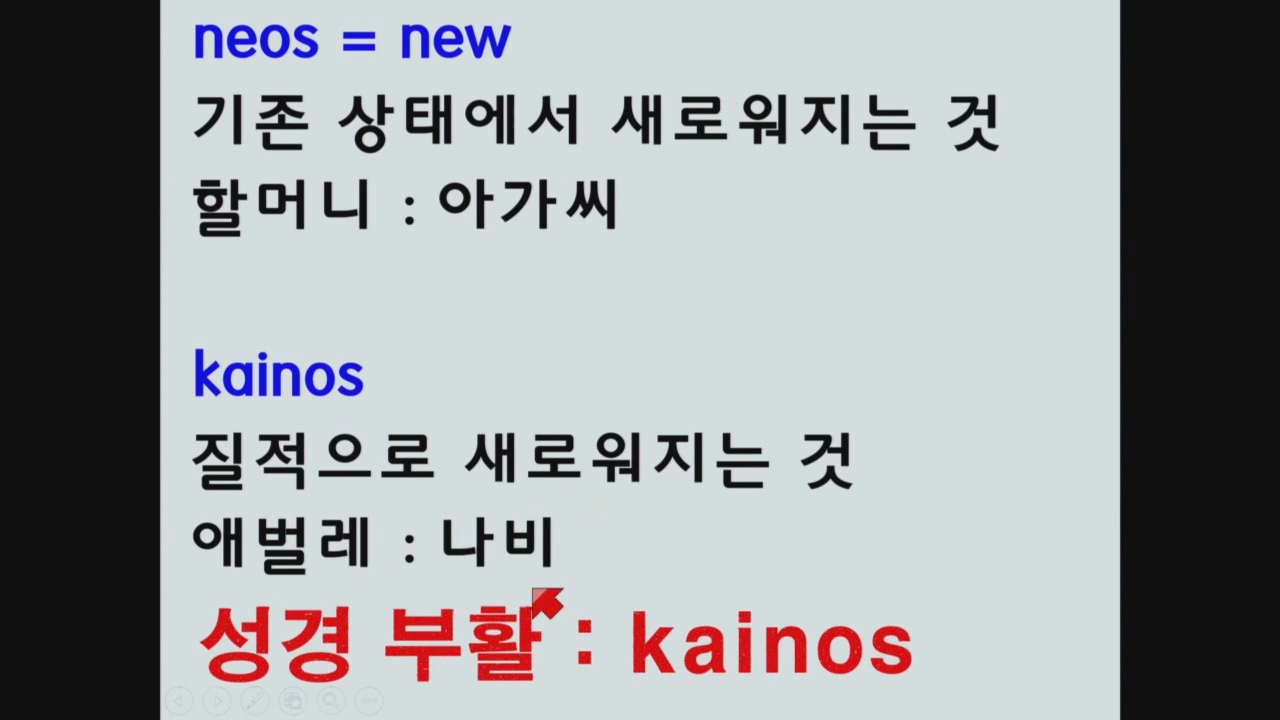 neos = new
기존 상태에서 새로워지는 것
할머니 : 아가씨
kainos
질적으로 새로워지는 것
애벌레 : 나비
성경 부활 : kainos